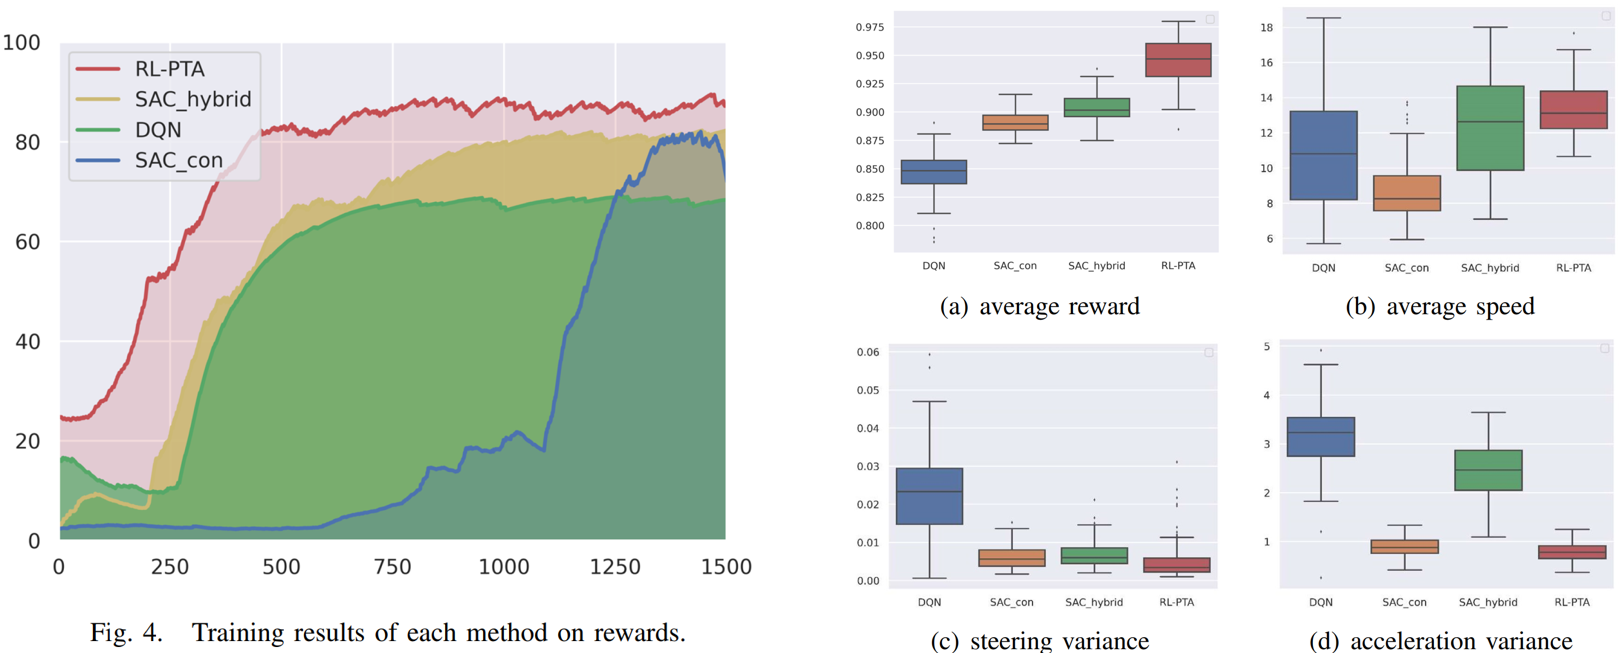 100
80
60
40
20
0
RL-PTA
SAC_hybrid
DQN
SAC_con
0 250 500 750 1000 1250 1500
Fig. 4. Training results of each method on rewards.
0.975
0.950
0.925
0.900
0.875
0.850
0.825
0.800
DQN SAC_con SAC_hybrid RL-PTA
(a) average reward
18
16
14
12
10
8
6
DQN SAC_con SAC_hybrid RL-PTA
(b) average speed
0.06
0.05
0.04
0.03
0.02
0.01
0.00
DQN SAC_con SAC_hybrid RL-PTA
(c) steering variance
5
4
3
2
1
DQN SAC_con SAC_hybrid RL-PTA
(d) acceleration variance